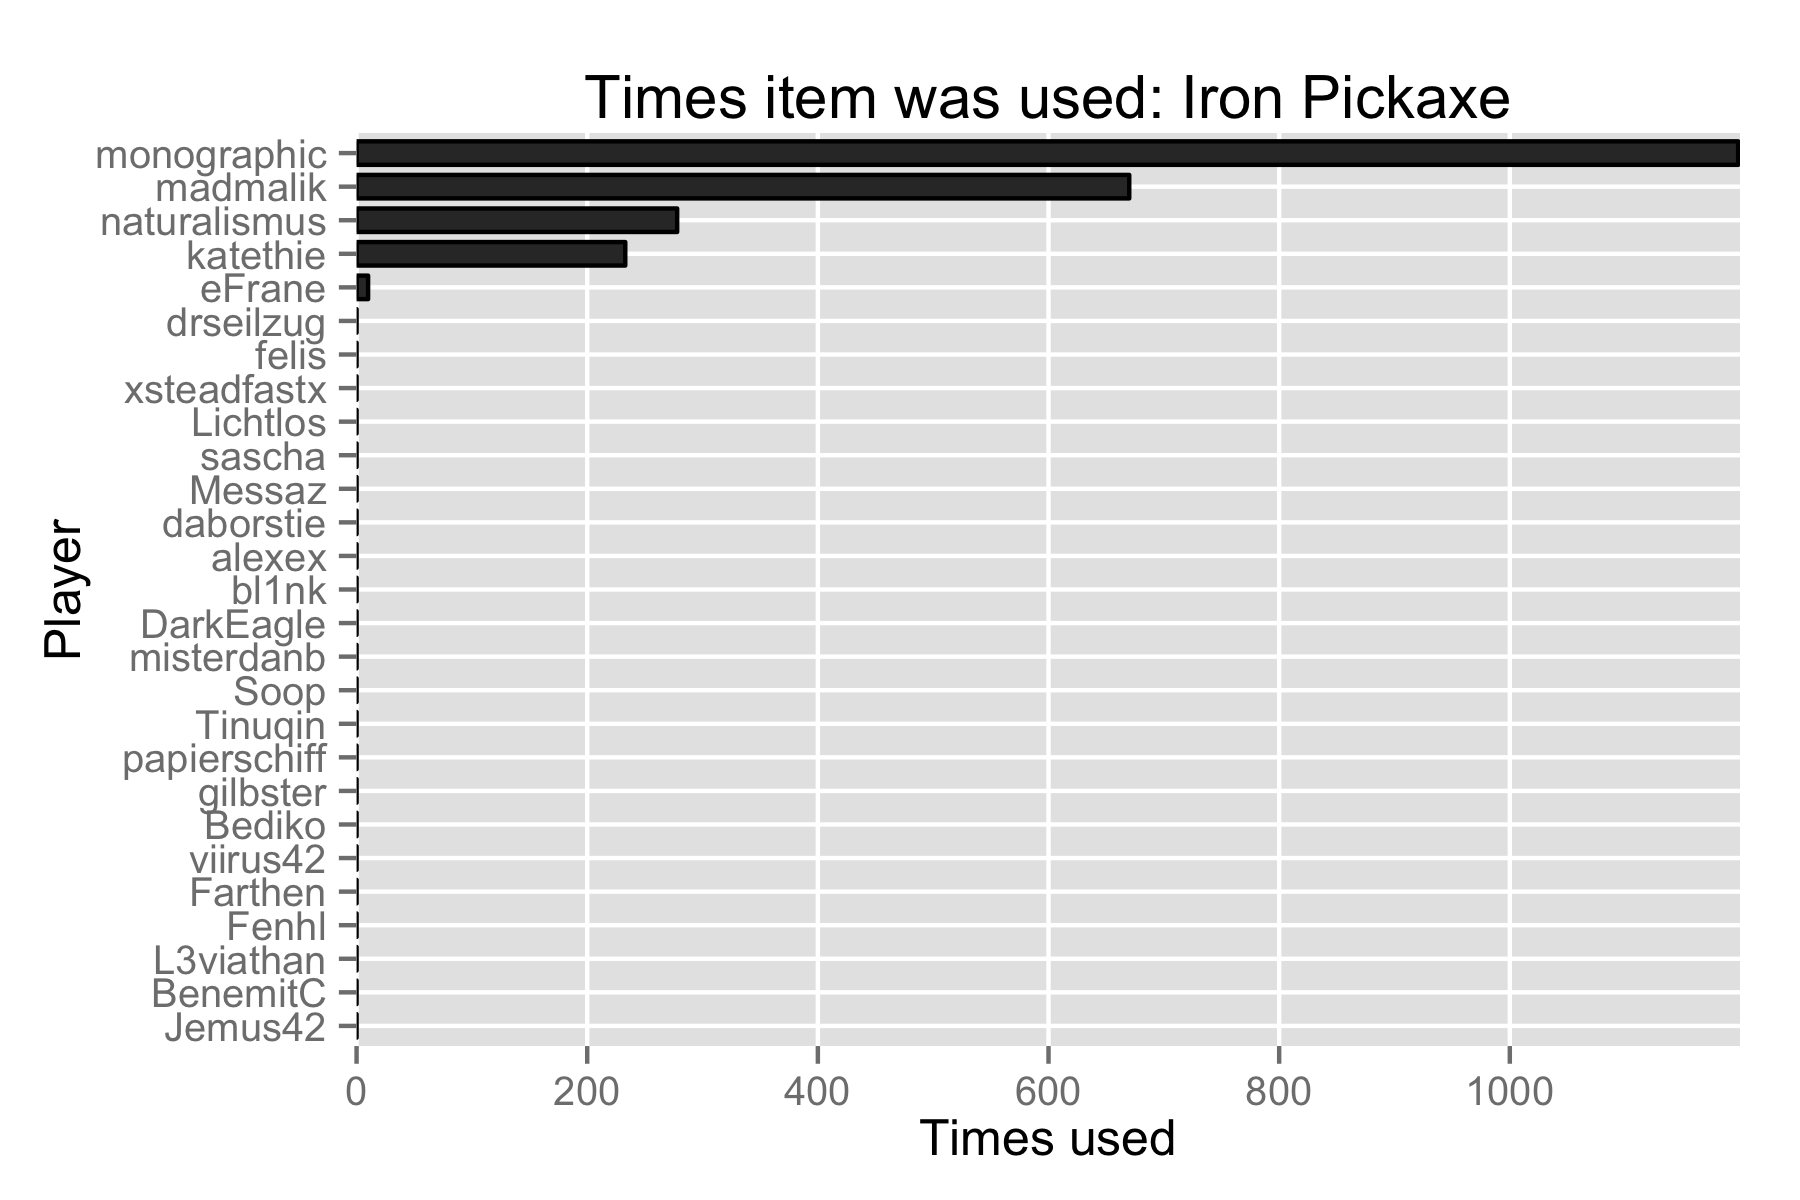 Times item was used: Iron Pickaxe
monographic
madmalik
naturalismus
katethie
eFrane
drseilzug
felis
xsteadfastx
Lichtlos
sascha
Messaz
daborstie
alexex
bl1nk
DarkEagle
misterdanb
Soop
Tinuqin
papierschiff
gilbster
Bediko
viirus42
Farthen
Fenhl
L3viathan
BenemitC
Jemus42
Player
0 200 400 600 800 1000
Times used